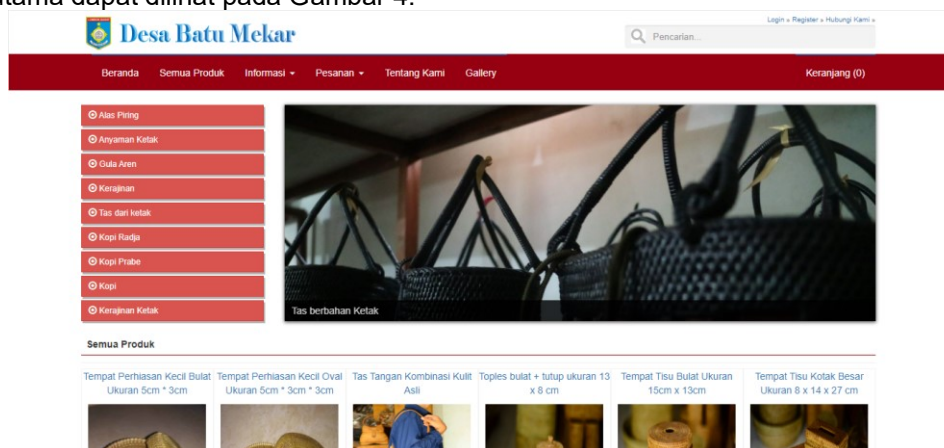 utama dapat dilihat pada Gambar 4.
Login » Register » Hubungi Kami »
Desa Batu Mekar
Pencarian...
Beranda Semua Produk Informasi Pesanan Tentang Kami Gallery Keranjang (0)
Alas Piring
Anyaman Ketak
Gula Aren
Kerajinan
Tas dari ketak
Kopi Radja
Kopi Prabe
Kopi
Kerajinan Ketak
Tas berbahan Ketak
Semua Produk
Tempat Perhiasan Kecil Bulat Ukuran 5cm * 3cm
Tempat Perhiasan Kecil Oval Ukuran 5cm * 3cm * 3cm
Tas Tangan Kombinasi Kulit Asli
Toples bulat + tutup ukuran 13 x 8 cm
Tempat Tisu Bulat Ukuran 15cm x 13cm
Tempat Tisu Kotak Besar Ukuran 8 x 14 x 27 cm